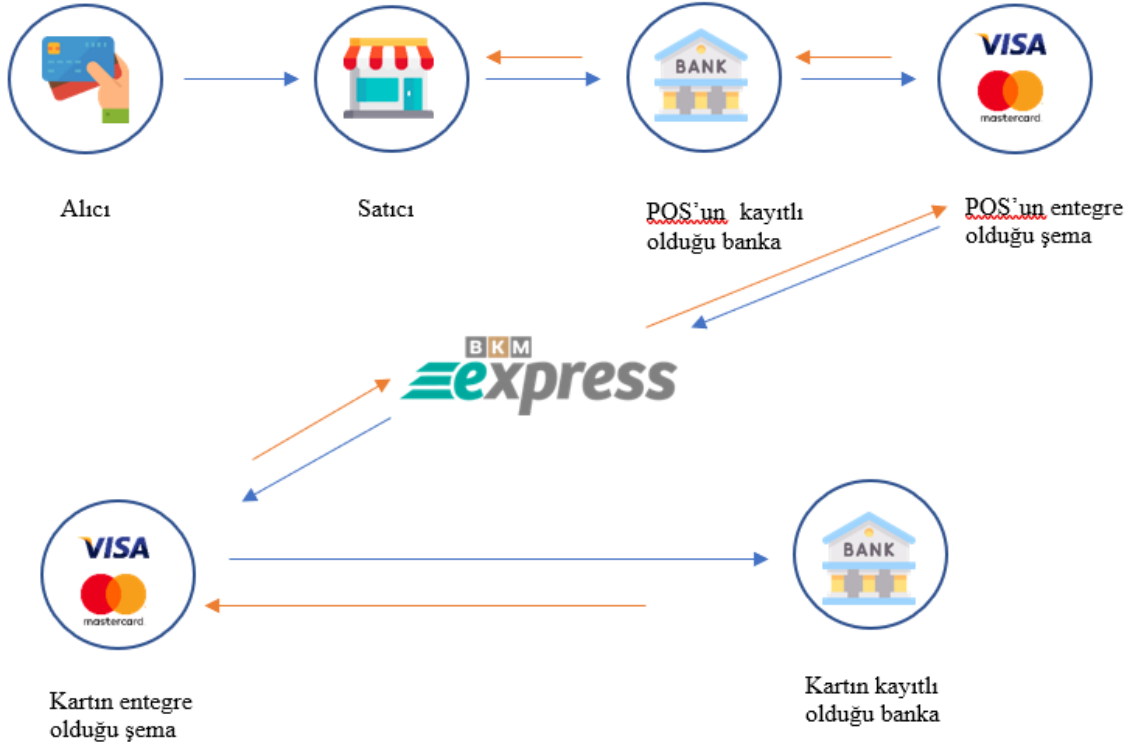 VISA
BANK
mastercard
Alıcı
Satıcı
POS’un kayıtlı
olduğu banka
POS’un entegre
olduğu şema
BKM
express
VISA
BANK
mastercard
Kartın entegre
olduğu şema
Kartın kayıtlı
olduğu banka